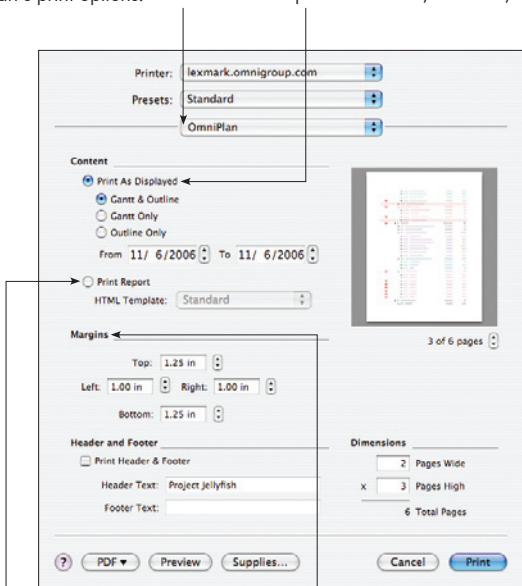 an's print options.
Printer: lexmark.omnigroup.com
Presets: Standard
OmniPlan
Content
Print As Displayed
Gantt & Outline
Gantt Only
Outline Only
From 11/ 6/2006 To 11/ 6/2006
Print Report
HTML Template: Standard
3 of 6 pages
Margins
Top: 1.25 in
Left: 1.00 in Right: 1.00 in
Bottom: 1.25 in
Header and Footer
Print Header & Footer
Header Text: Project Jellyfish
Footer Text:
Dimensions
2 Pages Wide
x 3 Pages High
6 Total Pages
? PDF▼ Preview Supplies... Cancel Print